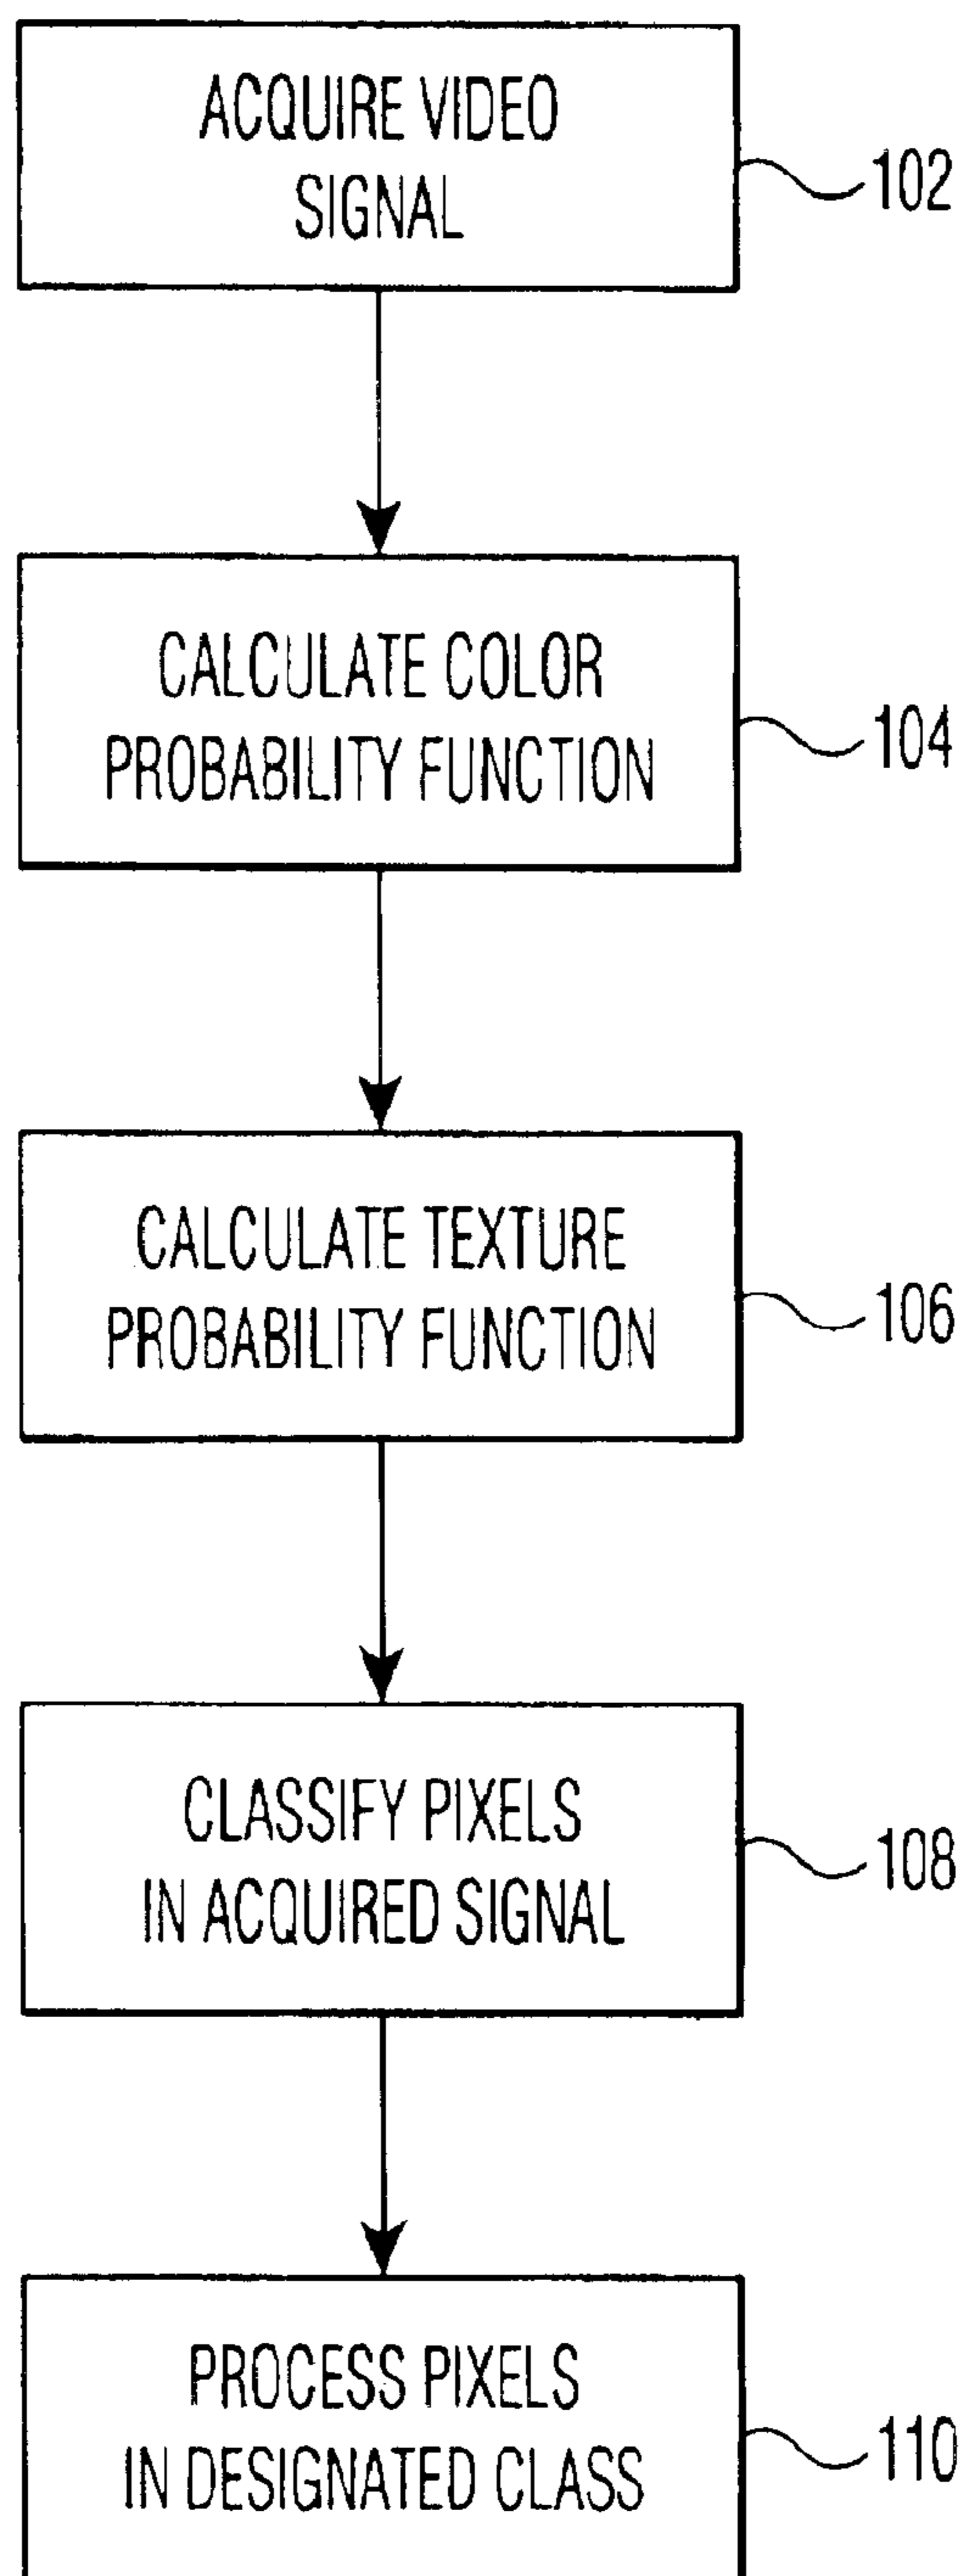 ACQUIRE VIDEO
SIGNAL
102
CALCULATE COLOR
PROBABILITY FUNCTION
104
CALCULATE TEXTURE
PROBABILITY FUNCTION
106
CLASSIFY PIXELS
IN ACQUIRED SIGNAL
108
PROCESS PIXELS
IN DESIGNATED CLASS
110